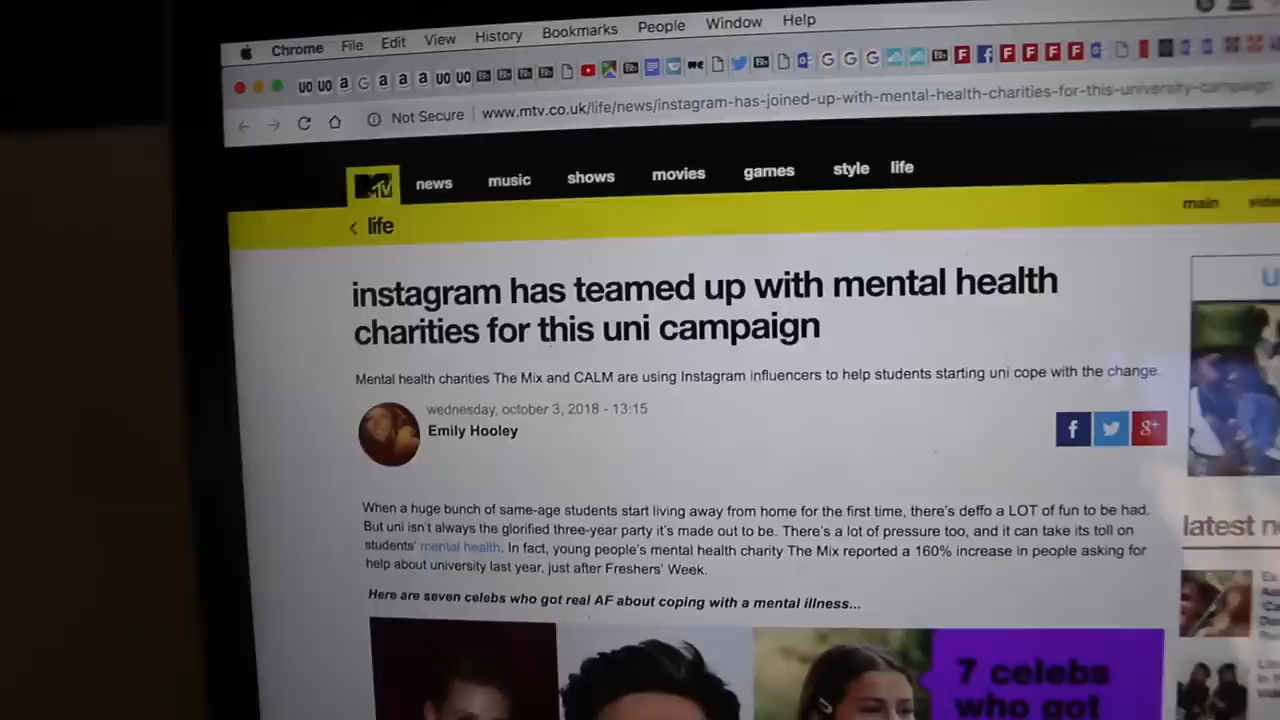 Chrome File Edit View History Bookmarks People Window Help
Not Secure www.mtv.co.uk/life/news/instagram-has-joined-up-with-mental-health-charities-for-this-university-campaign
MTV news music shows movies games style life
< life main
instagram has teamed up with mental health
charities for this uni campaign
Mental health charities The Mix and CALM are using Instagram influencers to help students starting uni cope with the change.
wednesday, october 3, 2018 - 13:15
Emily Hooley
When a huge bunch of same-age students start living away from home for the first time, there's deffo a LOT of fun to be had.
But uni isn't always the glorified three-year party it's made out to be. There's a lot of pressure too, and it can take its toll on
students' mental health. In fact, young people's mental health charity The Mix reported a 160% increase in people asking for
help about university last year, just after Freshers' Week.
Here are seven celebs who got real AF about coping with a mental illness...
7 celebs
who got
latest